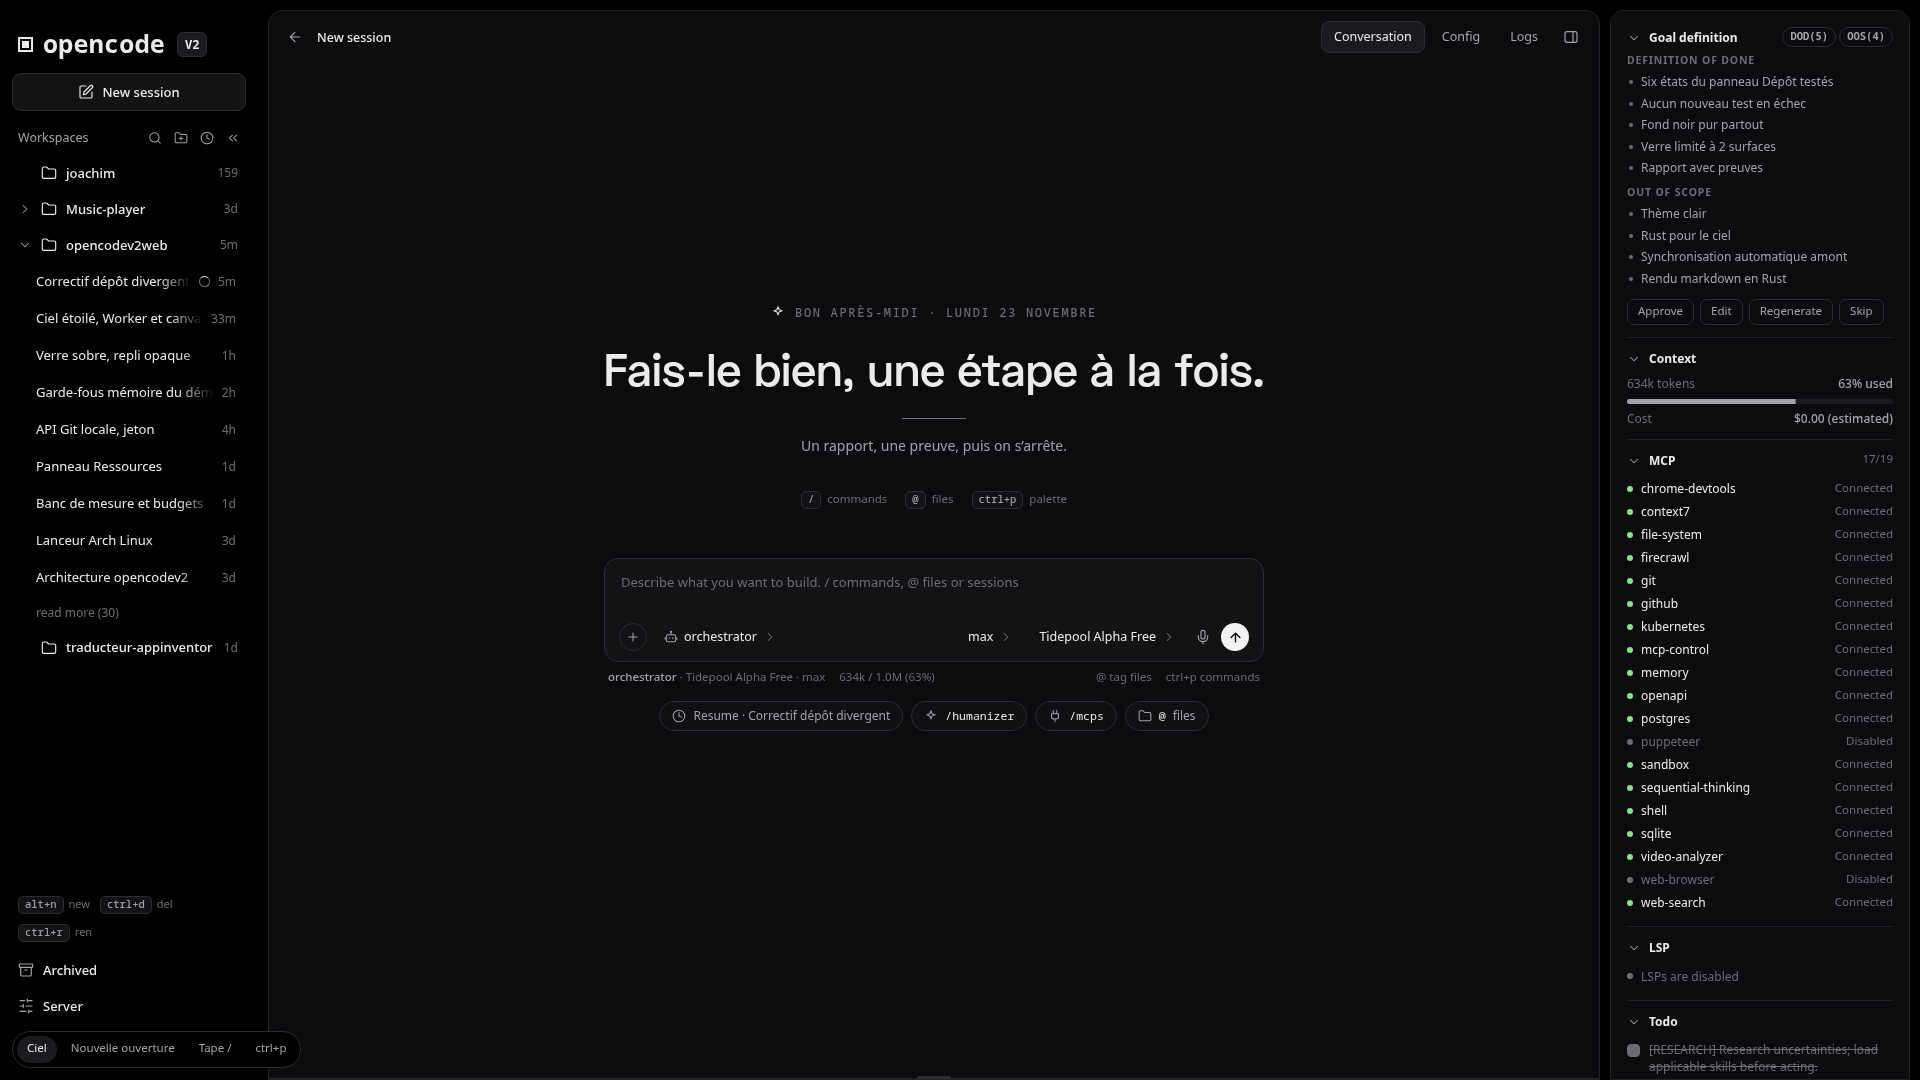 opencode V2
New session
Workspaces
joachim 159
Music-player 3d
opencodev2web 5m
Correctif dépôt divergent 5m
Ciel étoilé, Worker et canva 33m
Verre sobre, repli opaque 1h
Garde-fous mémoire du dém 2h
API Git locale, jeton 4h
Panneau Ressources 1d
Banc de mesure et budgets 1d
Lanceur Arch Linux 3d
Architecture opencodev2 3d
read more (30)
traducteur-appinventor 1d
alt+n new ctrl+d del
ctrl+r ren
Archived
Server
Ciel Nouvelle ouverture Tape / ctrl+p
New session
Conversation Config Logs
BON APRÈS-MIDI · LUNDI 23 NOVEMBRE
Fais-le bien, une étape à la fois.
Un rapport, une preuve, puis on s’arrête.
/ commands @ files ctrl+p palette
Describe what you want to build. / commands, @ files or sessions
orchestrator max Tidepool Alpha Free
orchestrator · Tidepool Alpha Free · max 634k / 1.0M (63%) @ tag files ctrl+p commands
Resume · Correctif dépôt divergent /humanizer /mcps @ files
Goal definition DOD(5) OOS(4)
DEFINITION OF DONE
• Six états du panneau Dépôt testés
• Aucun nouveau test en échec
• Fond noir pur partout
• Verre limité à 2 surfaces
• Rapport avec preuves
OUT OF SCOPE
• Thème clair
• Rust pour le ciel
• Synchronisation automatique amont
• Rendu markdown en Rust
Approve Edit Regenerate Skip
Context
634k tokens 63% used
Cost $0.00 (estimated)
MCP 17/19
chrome-devtools Connected
context7 Connected
file-system Connected
firecrawl Connected
git Connected
github Connected
kubernetes Connected
mcp-control Connected
memory Connected
openapi Connected
postgres Connected
puppeteer Disabled
sandbox Connected
sequential-thinking Connected
shell Connected
sqlite Connected
video-analyzer Connected
web-browser Disabled
web-search Connected
LSP
LSPs are disabled
Todo
[RESEARCH] Research uncertainties; load
applicable skills before acting.